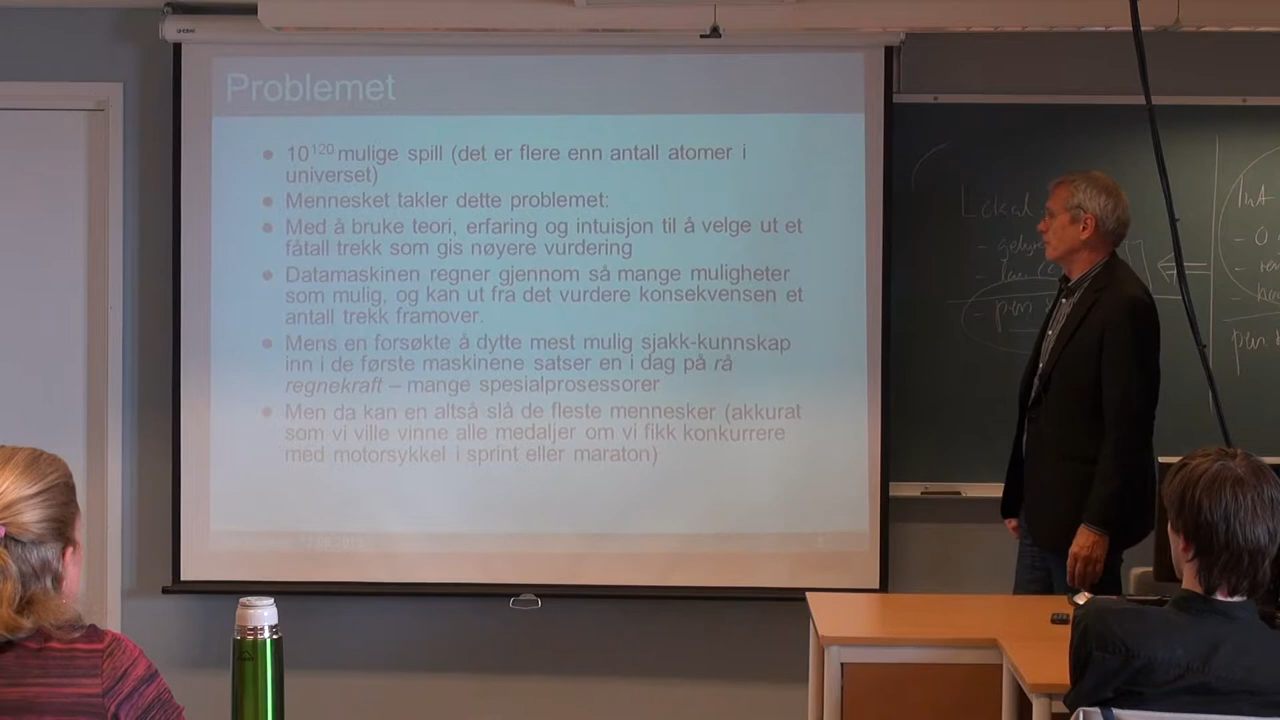 Problemet
10120 mulige spill (det er flere enn antall atomer i
universet)
Mennesket takler dette problemet:
Med å bruke teori, erfaring og intuisjon til å velge ut et
fåtall trekk som gis nøyere vurdering
Datamaskinen regner gjennom så mange muligheter
som mulig, og kan ut fra det vurdere konsekvensen et
antall trekk framover.
Mens en forsøkte å dytte mest mulig sjakk-kunnskap
inn i de første maskinene satser en i dag på rå
regnekraft – mange spesialprosessorer
Men da kan en altså slå de fleste mennesker (akkurat
som vi ville vinne alle medaljer om vi fikk konkurrere
med motorsykkel i sprint eller maraton)
Lokal